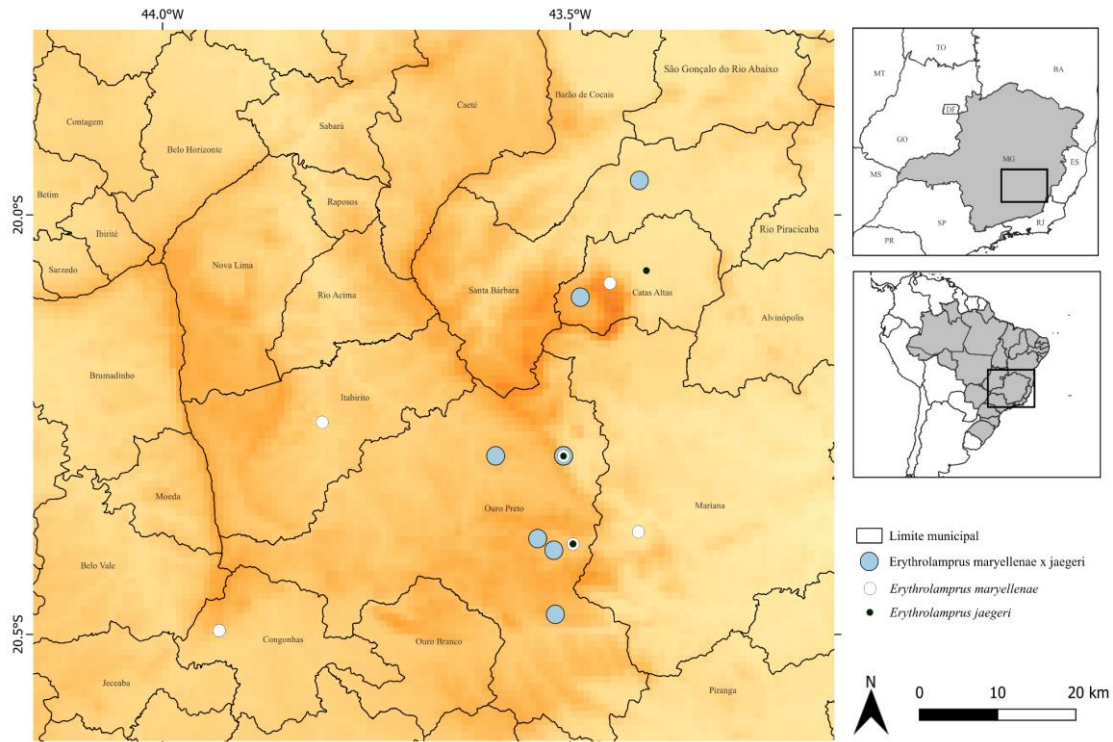 44.0°W
43.5°W
20.0°S
20.5°S
São Gonçalo do Rio Abaixo
Barão de Cocais
Caeté
Contagem
Sabará
Belo Horizonte
Betim
Raposos
Ibirité
Rio Piracicaba
Sarzedo
Nova Lima
Santa Bárbara
Rio Acima
Catas Altas
Alvinópolis
Brumadinho
Itabirito
Moeda
Ouro Preto
Mariana
Belo Vale
Congonhas
Ouro Branco
Jeceaba
Piranga
TO
MT
BA
DF
GO
MG
ES
MS
SP
RJ
PR
Limite municipal
Erythrolamprus maryellenae x jaegeri
Erythrolamprus maryellenae
Erythrolamprus jaegeri
N
0 10 20 km